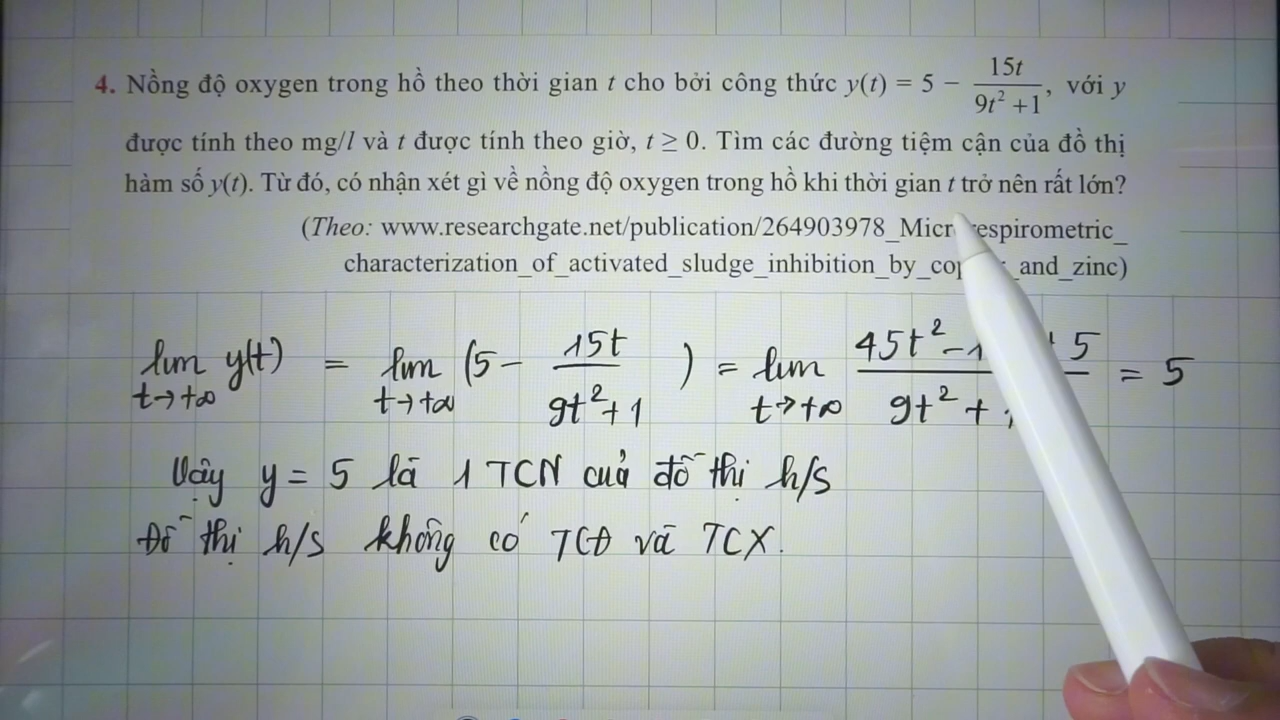 4. Nồng độ oxygen trong hồ theo thời gian t cho bởi công thức y(t) = 5 − 15t / (9t² + 1), với y
được tính theo mg/l và t được tính theo giờ, t ≥ 0. Tìm các đường tiệm cận của đồ thị
hàm số y(t). Từ đó, có nhận xét gì về nồng độ oxygen trong hồ khi thời gian t trở nên rất lớn?
(Theo: www.researchgate.net/publication/264903978_Micr espirometric_
characterization_of_activated_sludge_inhibition_by_cop and_zinc)
lim t→+∞ y(t) = lim t→+∞ (5 − 15t / 9t² + 1) = lim t→+∞ 45t² − 1 5 / 9t² + = 5
Vậy y = 5 là 1 TCN của đồ thị h/s
Đồ thị h/s không có TCĐ và TCX.